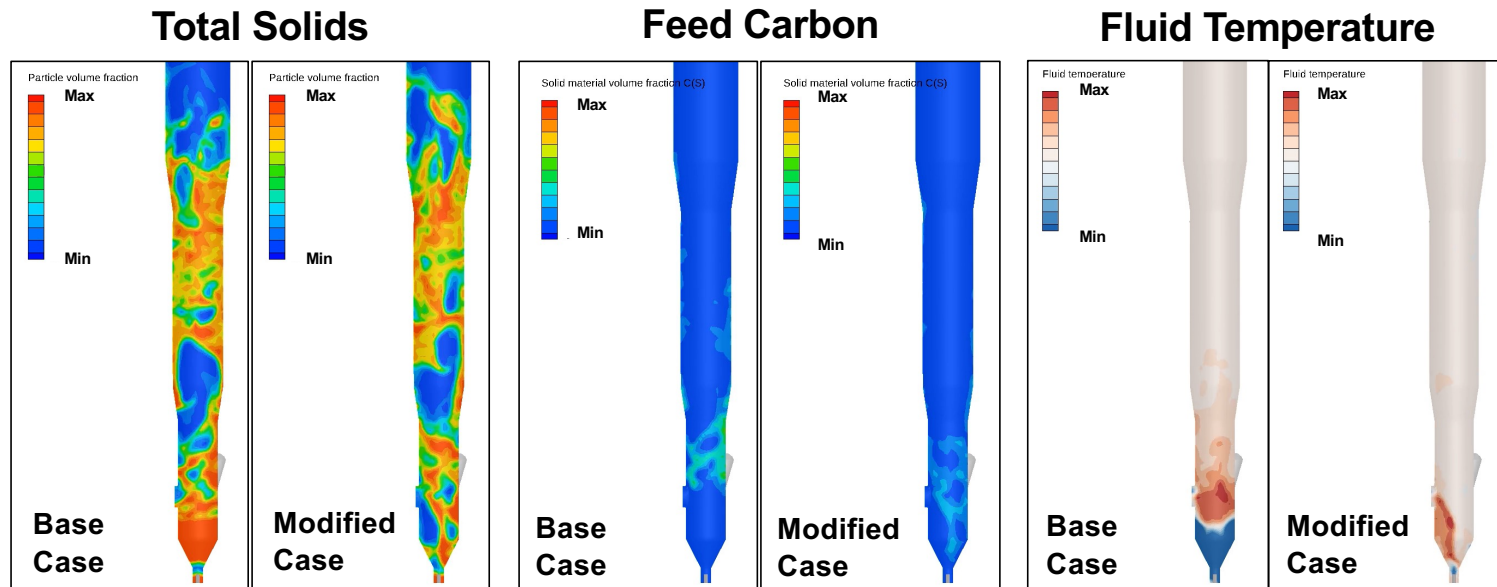 Total Solids
Feed Carbon
Fluid Temperature
Particle volume fraction
Max
Min
Base
Case
Particle volume fraction
Max
Min
Modified
Case
Solid material volume fraction C(S)
Max
Min
Base
Case
Solid material volume fraction C(S)
Max
Min
Modified
Case
Fluid temperature
Max
Min
Base
Case
Fluid temperature
Max
Min
Modified
Case